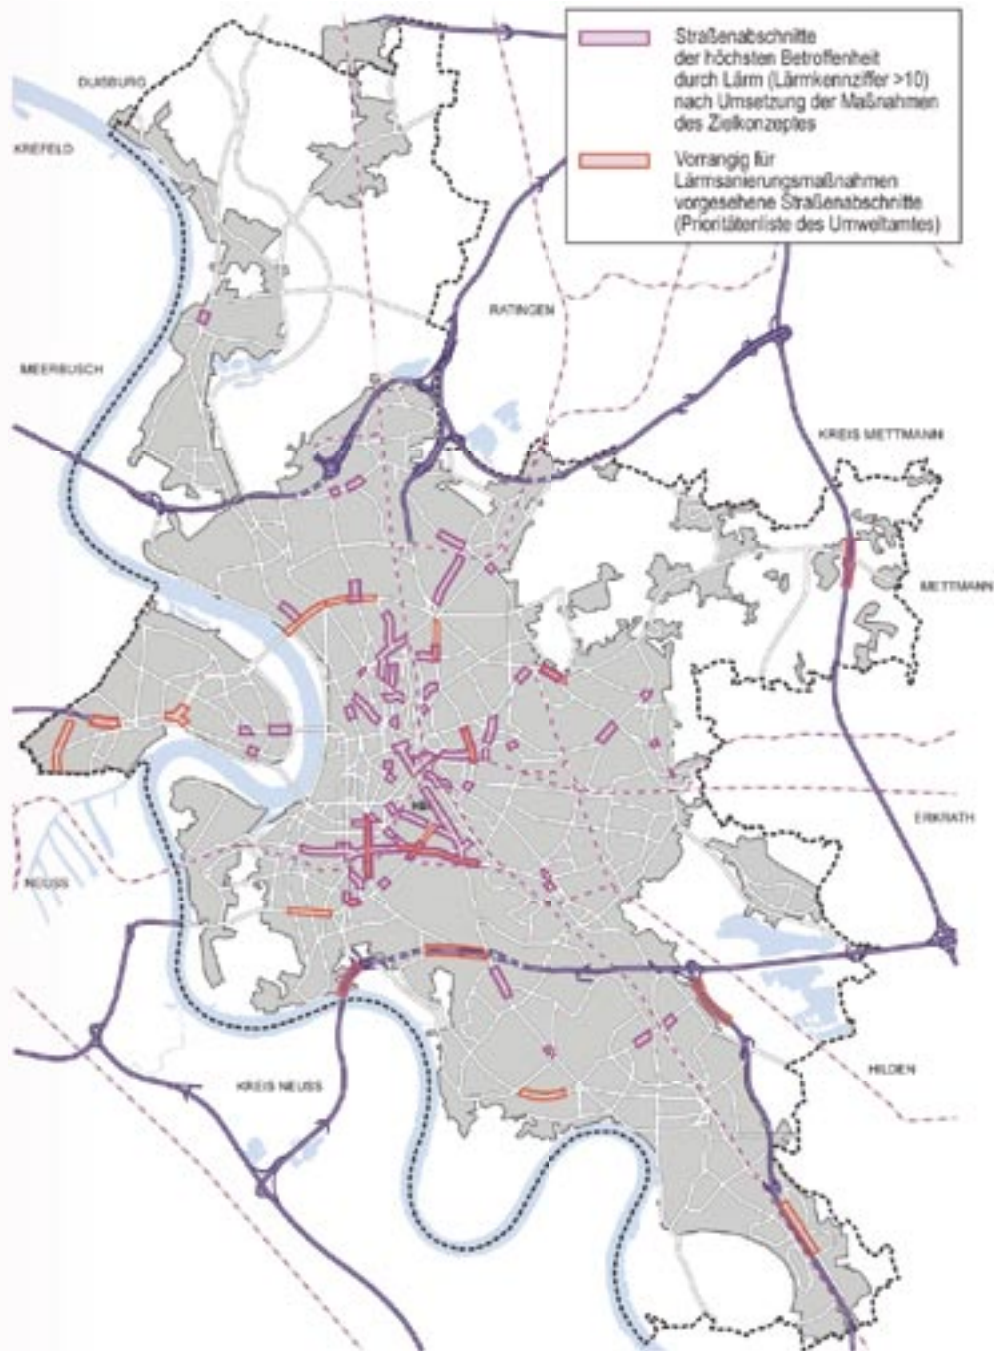 Straßenabschnitte
der höchsten Betroffenheit
durch Lärm (Lärmkennziffer >10)
nach Umsetzung der Maßnahmen
des Zielkonzeptes
Vorrangig für
Lärmsanierungsmaßnahmen
vorgesehene Straßenabschnitte
(Prioritätenliste des Umweltamtes)
DUISBURG
KREFELD
RATINGEN
MEERBUSCH
KREIS METTMANN
METTMANN
ERKRATH
NEUSS
HILDEN
KREIS NEUSS